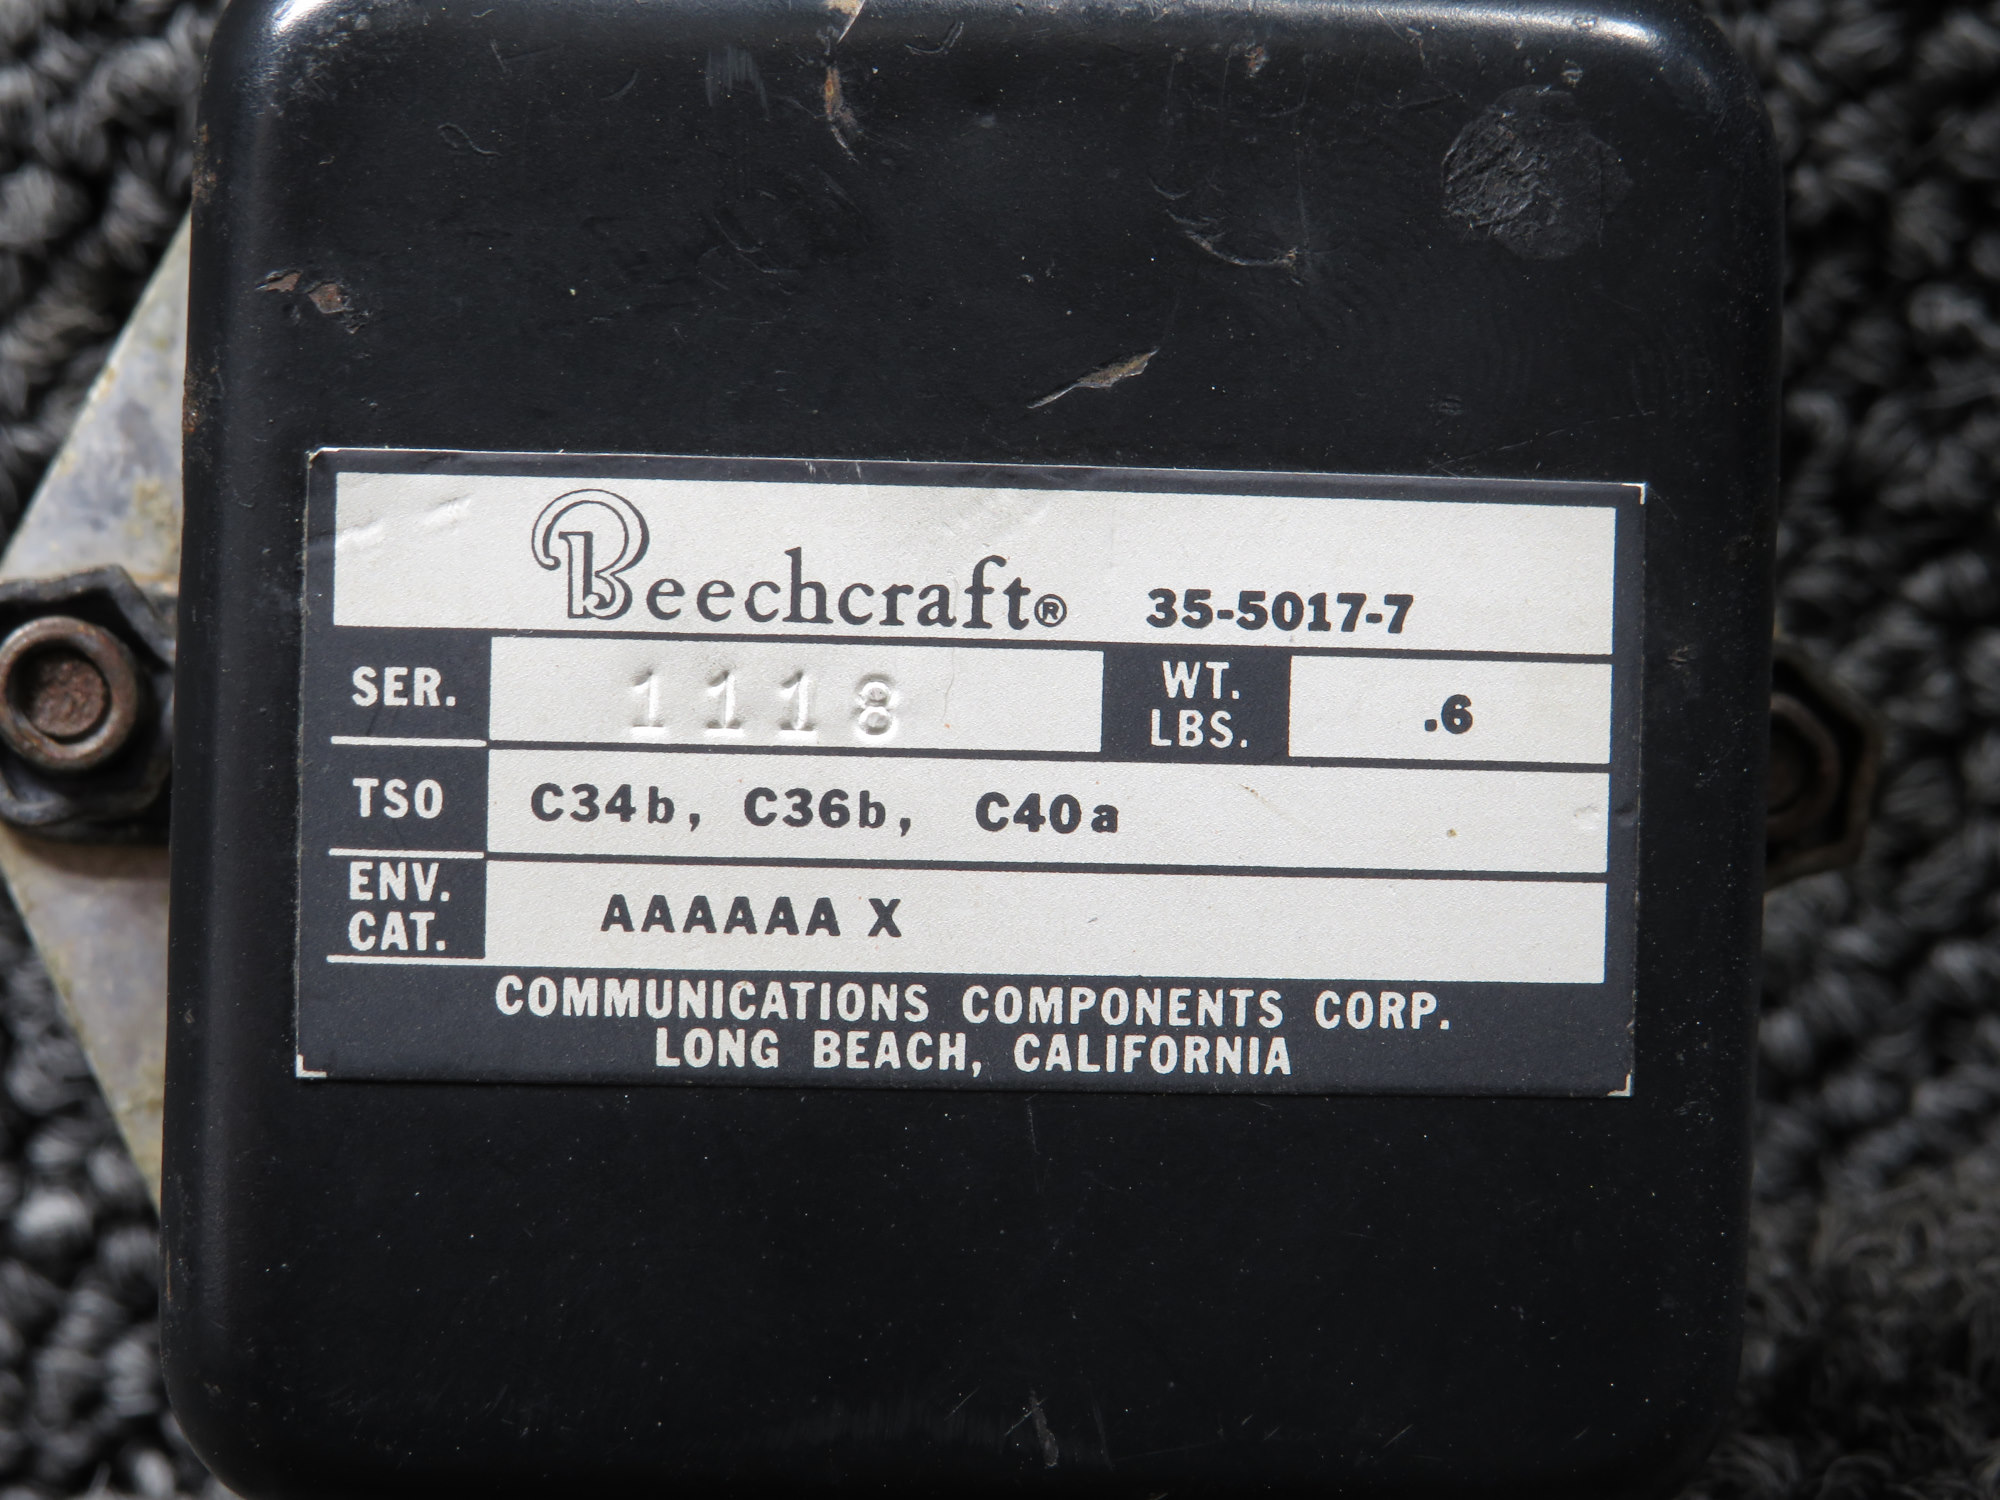 Beechcraft® 35-5017-7
SER. 1118 WT. LBS. .6
TSO C34b, C36b, C40a
ENV. CAT. AAAAAA X
COMMUNICATIONS COMPONENTS CORP.
LONG BEACH, CALIFORNIA